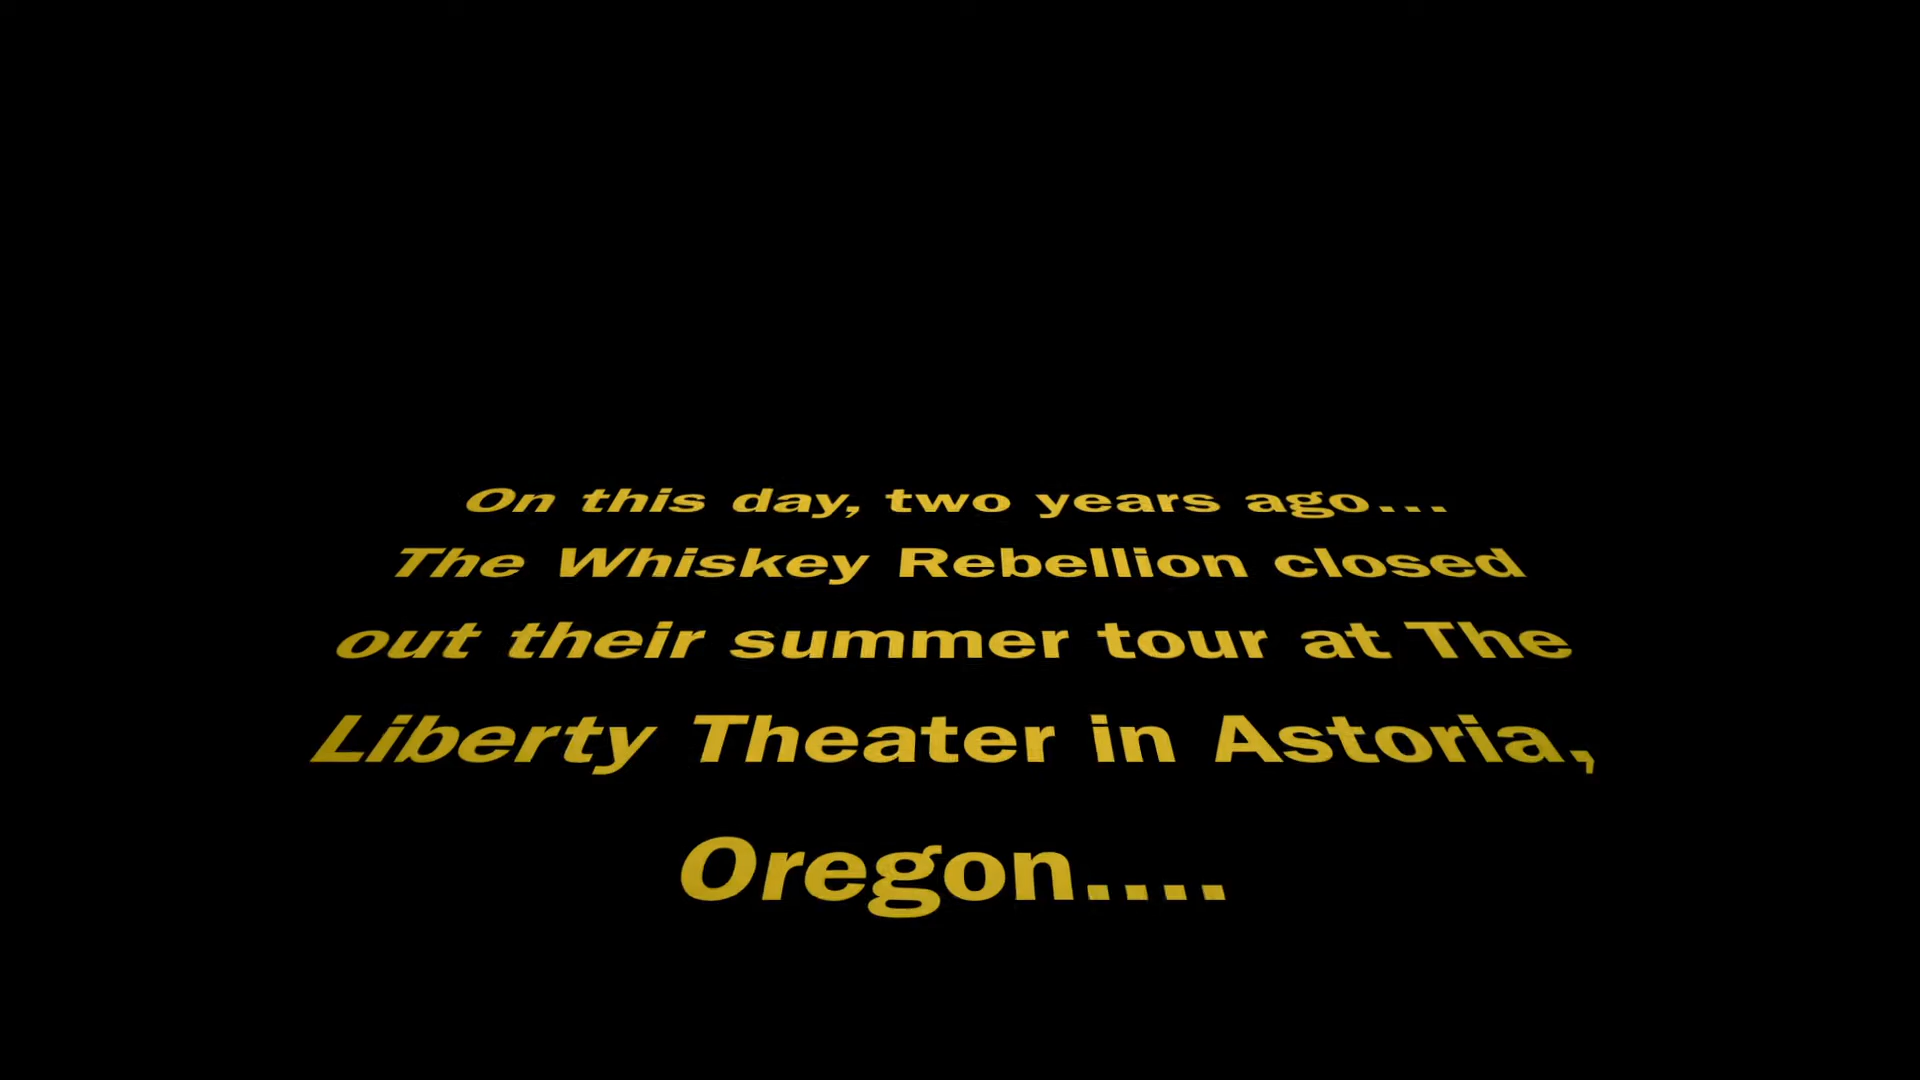 On this day, two years ago...
The Whiskey Rebellion closed
out their summer tour at The
Liberty Theater in Astoria,
Oregon....